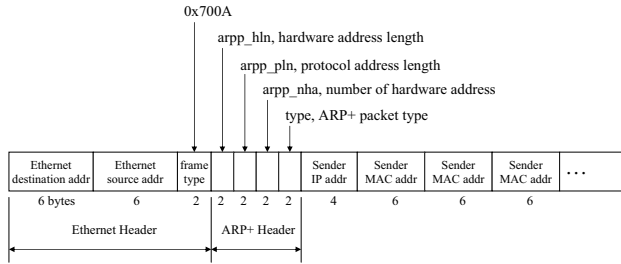 0x700A
arpp_hln, hardware address length
arpp_pln, protocol address length
arpp_nha, number of hardware address
type, ARP+ packet type
Ethernet destination addr
Ethernet source addr
frame type
Sender IP addr
Sender MAC addr
Sender MAC addr
Sender MAC addr
...
6 bytes 6 2 2 2 2 2 4 6 6 6
Ethernet Header ARP+ Header